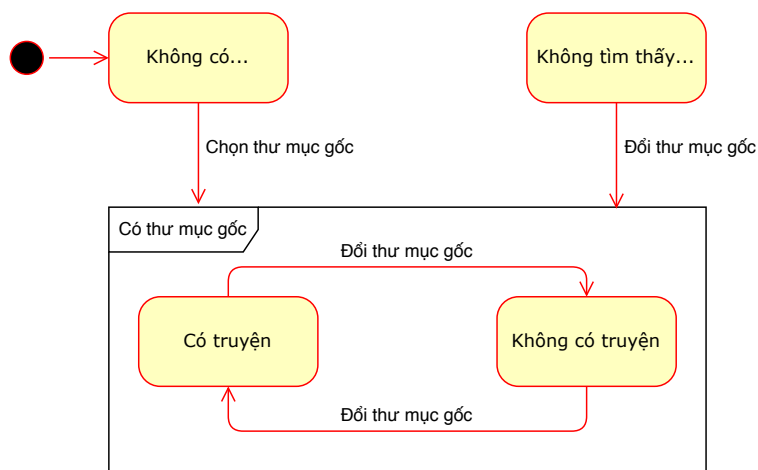 Không có...
Không tìm thấy...
Chọn thư mục gốc
Đổi thư mục gốc
Có thư mục gốc
Đổi thư mục gốc
Có truyện
Không có truyện
Đổi thư mục gốc